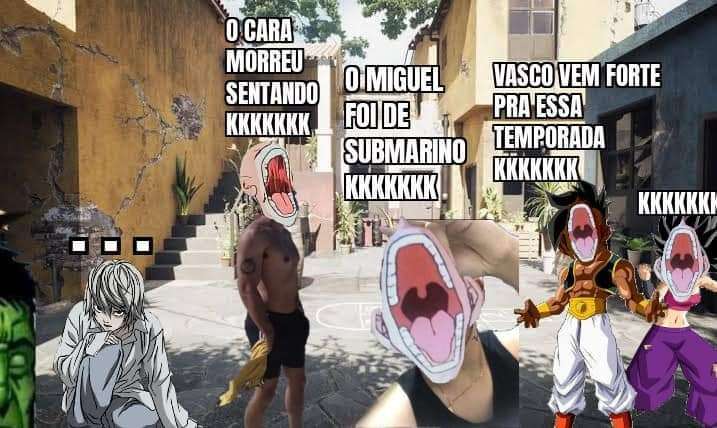 O CARA
MORREU
SENTANDO
KKKKKKK
O MIGUEL
FOI DE
SUBMARINO
KKKKKKK
VASCO VEM FORTE
PRA ESSA
TEMPORADA
KKKKKKK
KKKKKKK
...